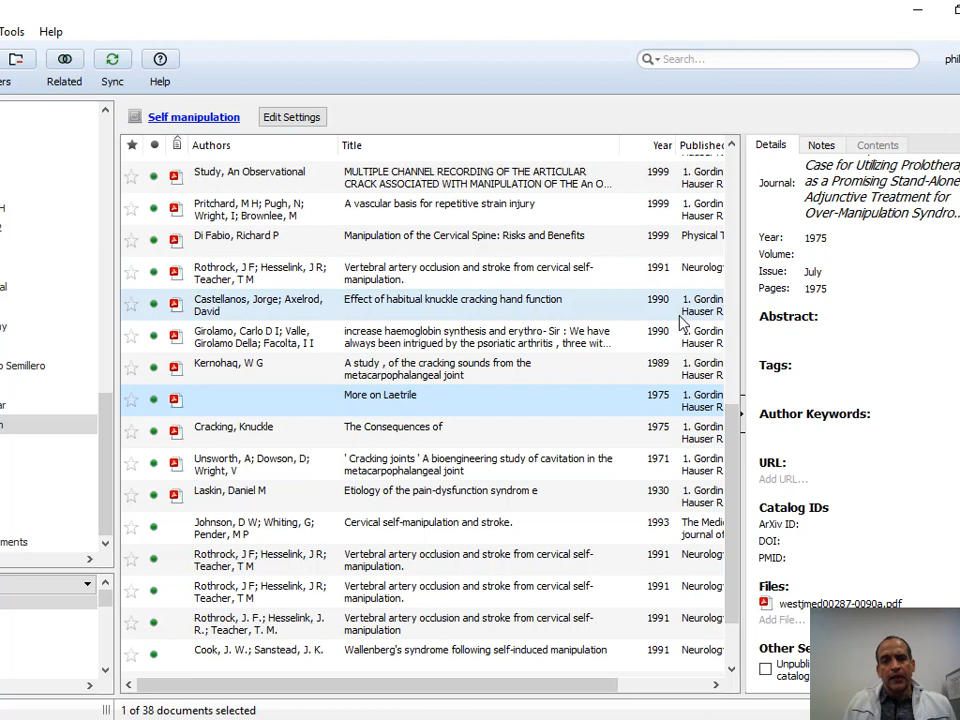 Tools Help
ers Related Sync Help
Search...
phil
Self manipulation Edit Settings
Authors Title Year Published
Hauser R
Study, An Observational MULTIPLE CHANNEL RECORDING OF THE ARTICULAR 1999 1. Gordin
CRACK ASSOCIATED WITH MANIPULATION OF THE An O... Hauser R
Pritchard, M H; Pugh, N; A vascular basis for repetitive strain injury 1999 1. Gordin
Wright, I; Brownlee, M Hauser R
Di Fabio, Richard P Manipulation of the Cervical Spine: Risks and Benefits 1999 Physical T
Rothrock, J F; Hesselink, J R; Vertebral artery occlusion and stroke from cervical self- 1991 Neurolog
Teacher, T M manipulation.
Castellanos, Jorge; Axelrod, Effect of habitual knuckle cracking hand function 1990 1. Gordin
David Hauser R
Girolamo, Carlo D I; Valle, increase haemoglobin synthesis and erythro- Sir : We have 1990 1. Gordin
Girolamo Della; Facolta, I I always been intrigued by the psoriatic arthritis , three wit... Hauser R
Kernohaq, W G A study , of the cracking sounds from the 1989 1. Gordin
metacarpophalangeal joint Hauser R
More on Laetrile 1975 1. Gordin
Hauser R
Cracking, Knuckle The Consequences of 1975 1. Gordin
Hauser R
Unsworth, A; Dowson, D; ' Cracking joints ' A bioengineering study of cavitation in the 1971 1. Gordin
Wright, V metacarpophalangeal joint Hauser R
Laskin, Daniel M Etiology of the pain-dysfunction syndrom e 1930 1. Gordin
Hauser R
Johnson, D W; Whiting, G; Cervical self-manipulation and stroke. 1993 The Medic
Pender, M P journal of
Rothrock, J F; Hesselink, J R; Vertebral artery occlusion and stroke from cervical self- 1991 Neurolog
Teacher, T M manipulation.
Rothrock, J F; Hesselink, J R; Vertebral artery occlusion and stroke from cervical self- 1991 Neurolog
Teacher, T M manipulation.
Rothrock, J. F.; Hesselink, J. Vertebral artery occlusion and stroke from cervical self- 1991 Neurolog
R.; Teacher, T. M. manipulation
Cook, J. W.; Sanstead, J. K. Wallenberg's syndrome following self-induced manipulation 1991 Neurolog
1 of 38 documents selected
H
2
al
y
o Semillero
ar
n
ments
Details Notes Contents
Case for Utilizing Prolothera
Journal: as a Promising Stand-Alone
Adjunctive Treatment for
Over-Manipulation Syndro...
Year: 1975
Volume:
Issue: July
Pages: 1975
Abstract:
Tags:
Author Keywords:
URL:
Add URL...
Catalog IDs
ArXiv ID:
DOI:
PMID:
Files:
westjmed00287-0090a.pdf
Add File...
Other Se
Unpubli
catalog